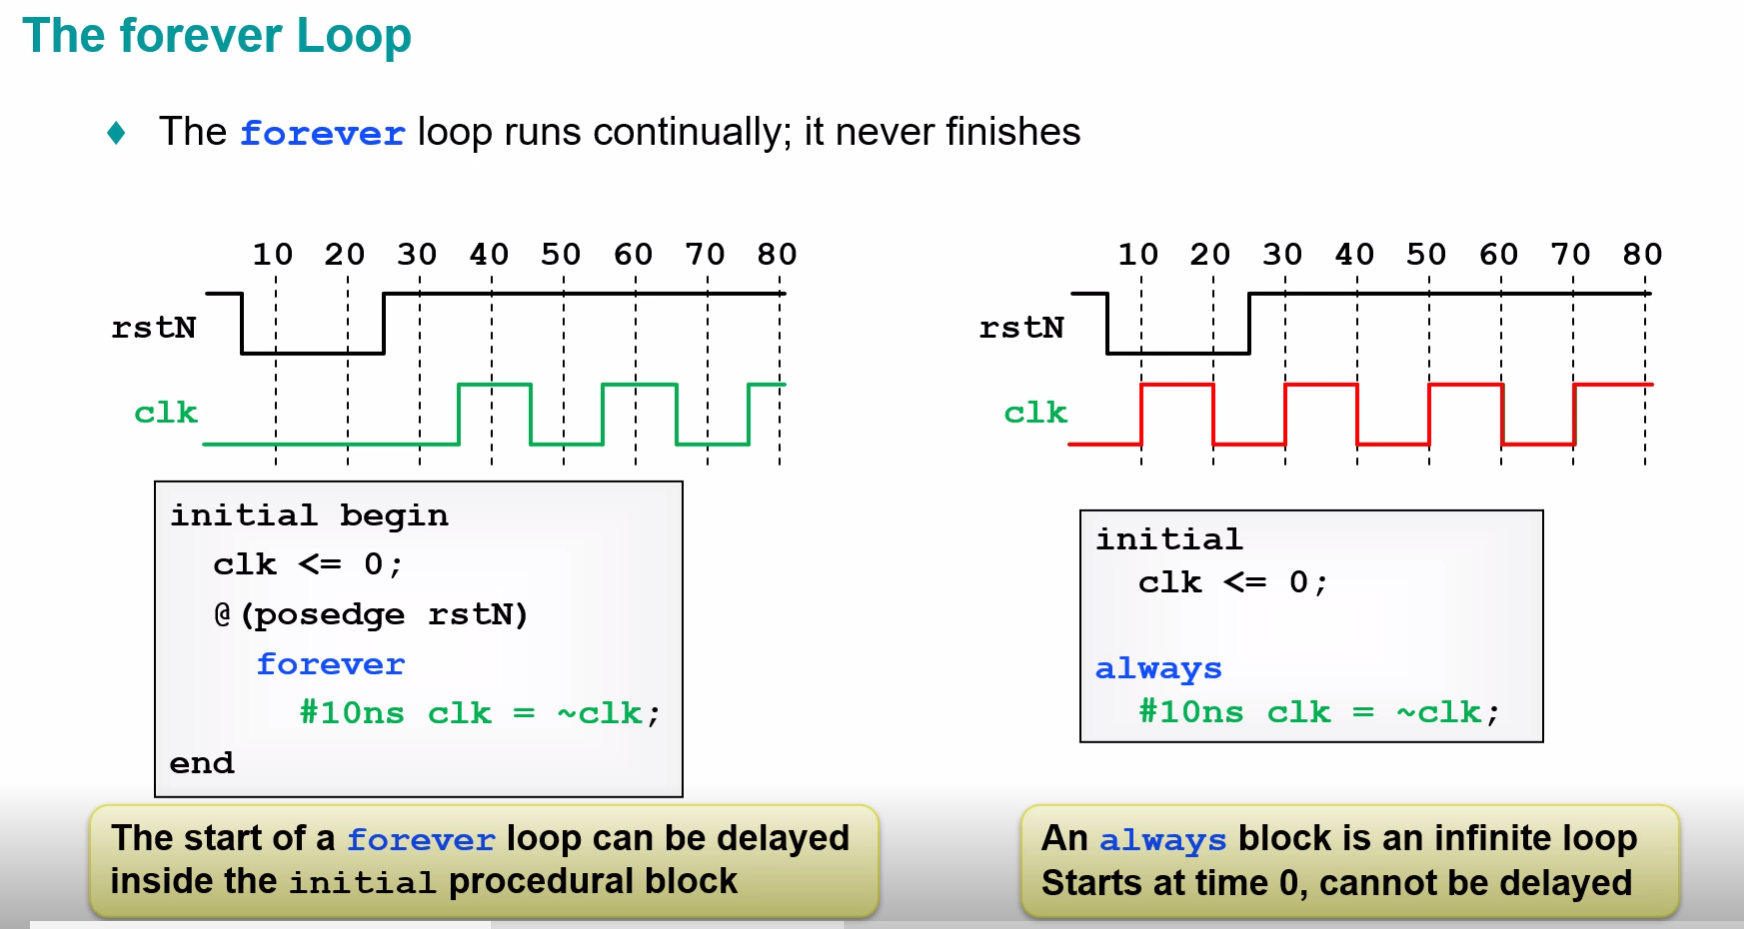 The forever Loop
♦ The forever loop runs continually; it never finishes
10 20 30 40 50 60 70 80
rstN
clk
initial begin
clk <= 0;
@(posedge rstN)
forever
#10ns clk = ~clk;
end
The start of a forever loop can be delayed
inside the initial procedural block
10 20 30 40 50 60 70 80
rstN
clk
initial
clk <= 0;
always
#10ns clk = ~clk;
An always block is an infinite loop
Starts at time 0, cannot be delayed